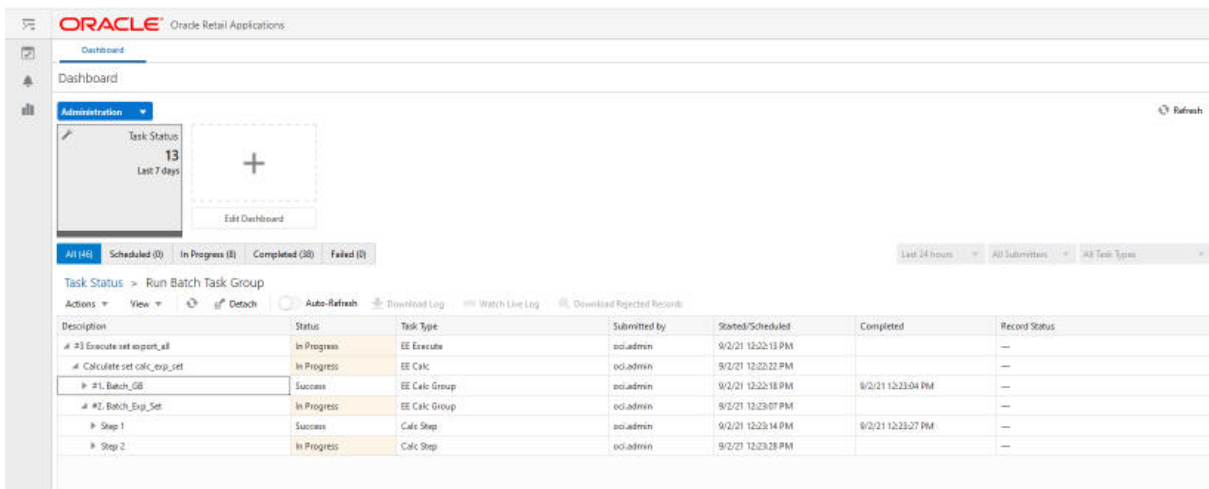 ORACLE® Oracle Retail Applications
Dashboard
Dashboard
Administration
Refresh
Task Status
13
Last 7 days
Edit Dashboard
All (46) Scheduled (0) In Progress (8) Completed (38) Failed (0) Last 24 hours All Submitters All Task Types
Task Status > Run Batch Task Group
Actions View Detach Auto-Refresh Download Log Watch Live Log Download Rejected Records
Description Status Task Type Submitted by Started/Scheduled Completed Record Status
#3 Execute set export_all In Progress EE Execute oci.admin 9/2/21 12:22:13 PM —
Calculate set calc_exp_set In Progress EE Calc oci.admin 9/2/21 12:22:22 PM —
#1. Batch_GB Success EE Calc Group oci.admin 9/2/21 12:22:18 PM 9/2/21 12:23:04 PM —
#2. Batch_Exp_Set In Progress EE Calc Group oci.admin 9/2/21 12:23:07 PM —
Step 1 Success Calc Step oci.admin 9/2/21 12:23:14 PM 9/2/21 12:23:27 PM —
Step 2 In Progress Calc Step oci.admin 9/2/21 12:23:28 PM —